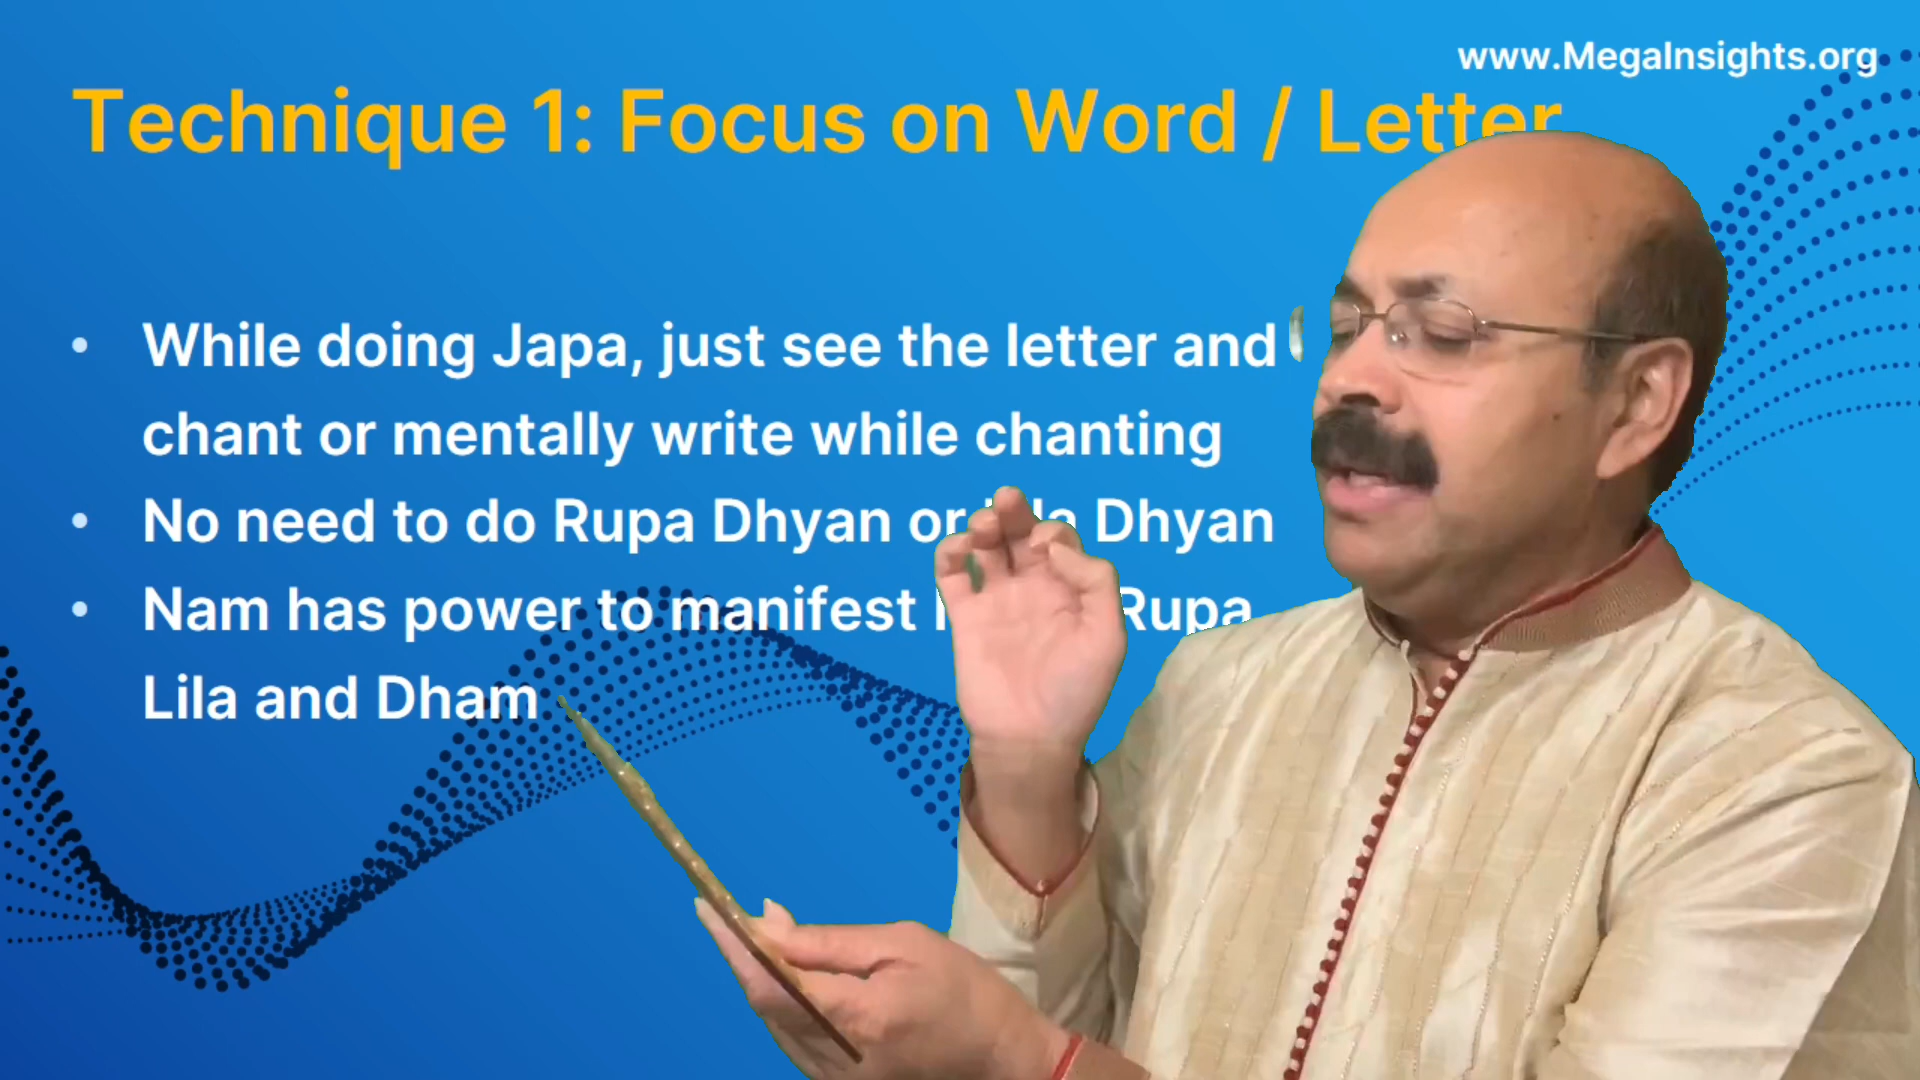 www.MegaInsights.org
Technique 1: Focus on Word / Letter
• While doing Japa, just see the letter and
chant or mentally write while chanting
• No need to do Rupa Dhyan or Dhyan
• Nam has power to manifest Rupa
Lila and Dham